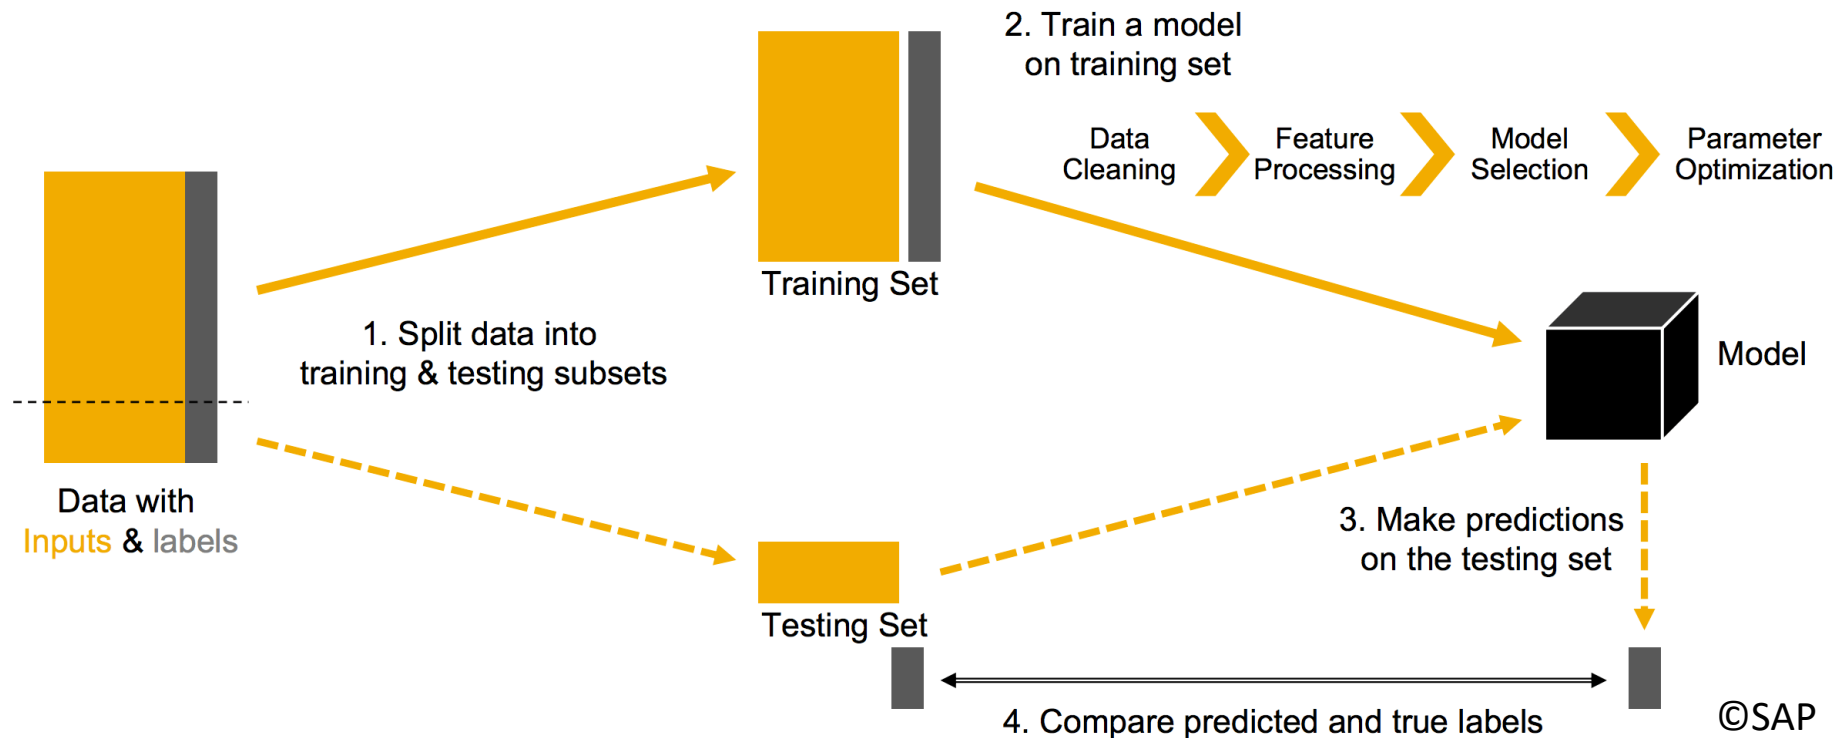 2. Train a model
on training set
Data
Cleaning
Feature
Processing
Model
Selection
Parameter
Optimization
Training Set
1. Split data into
training & testing subsets
Model
Data with
Inputs & labels
3. Make predictions
on the testing set
Testing Set
4. Compare predicted and true labels
©SAP